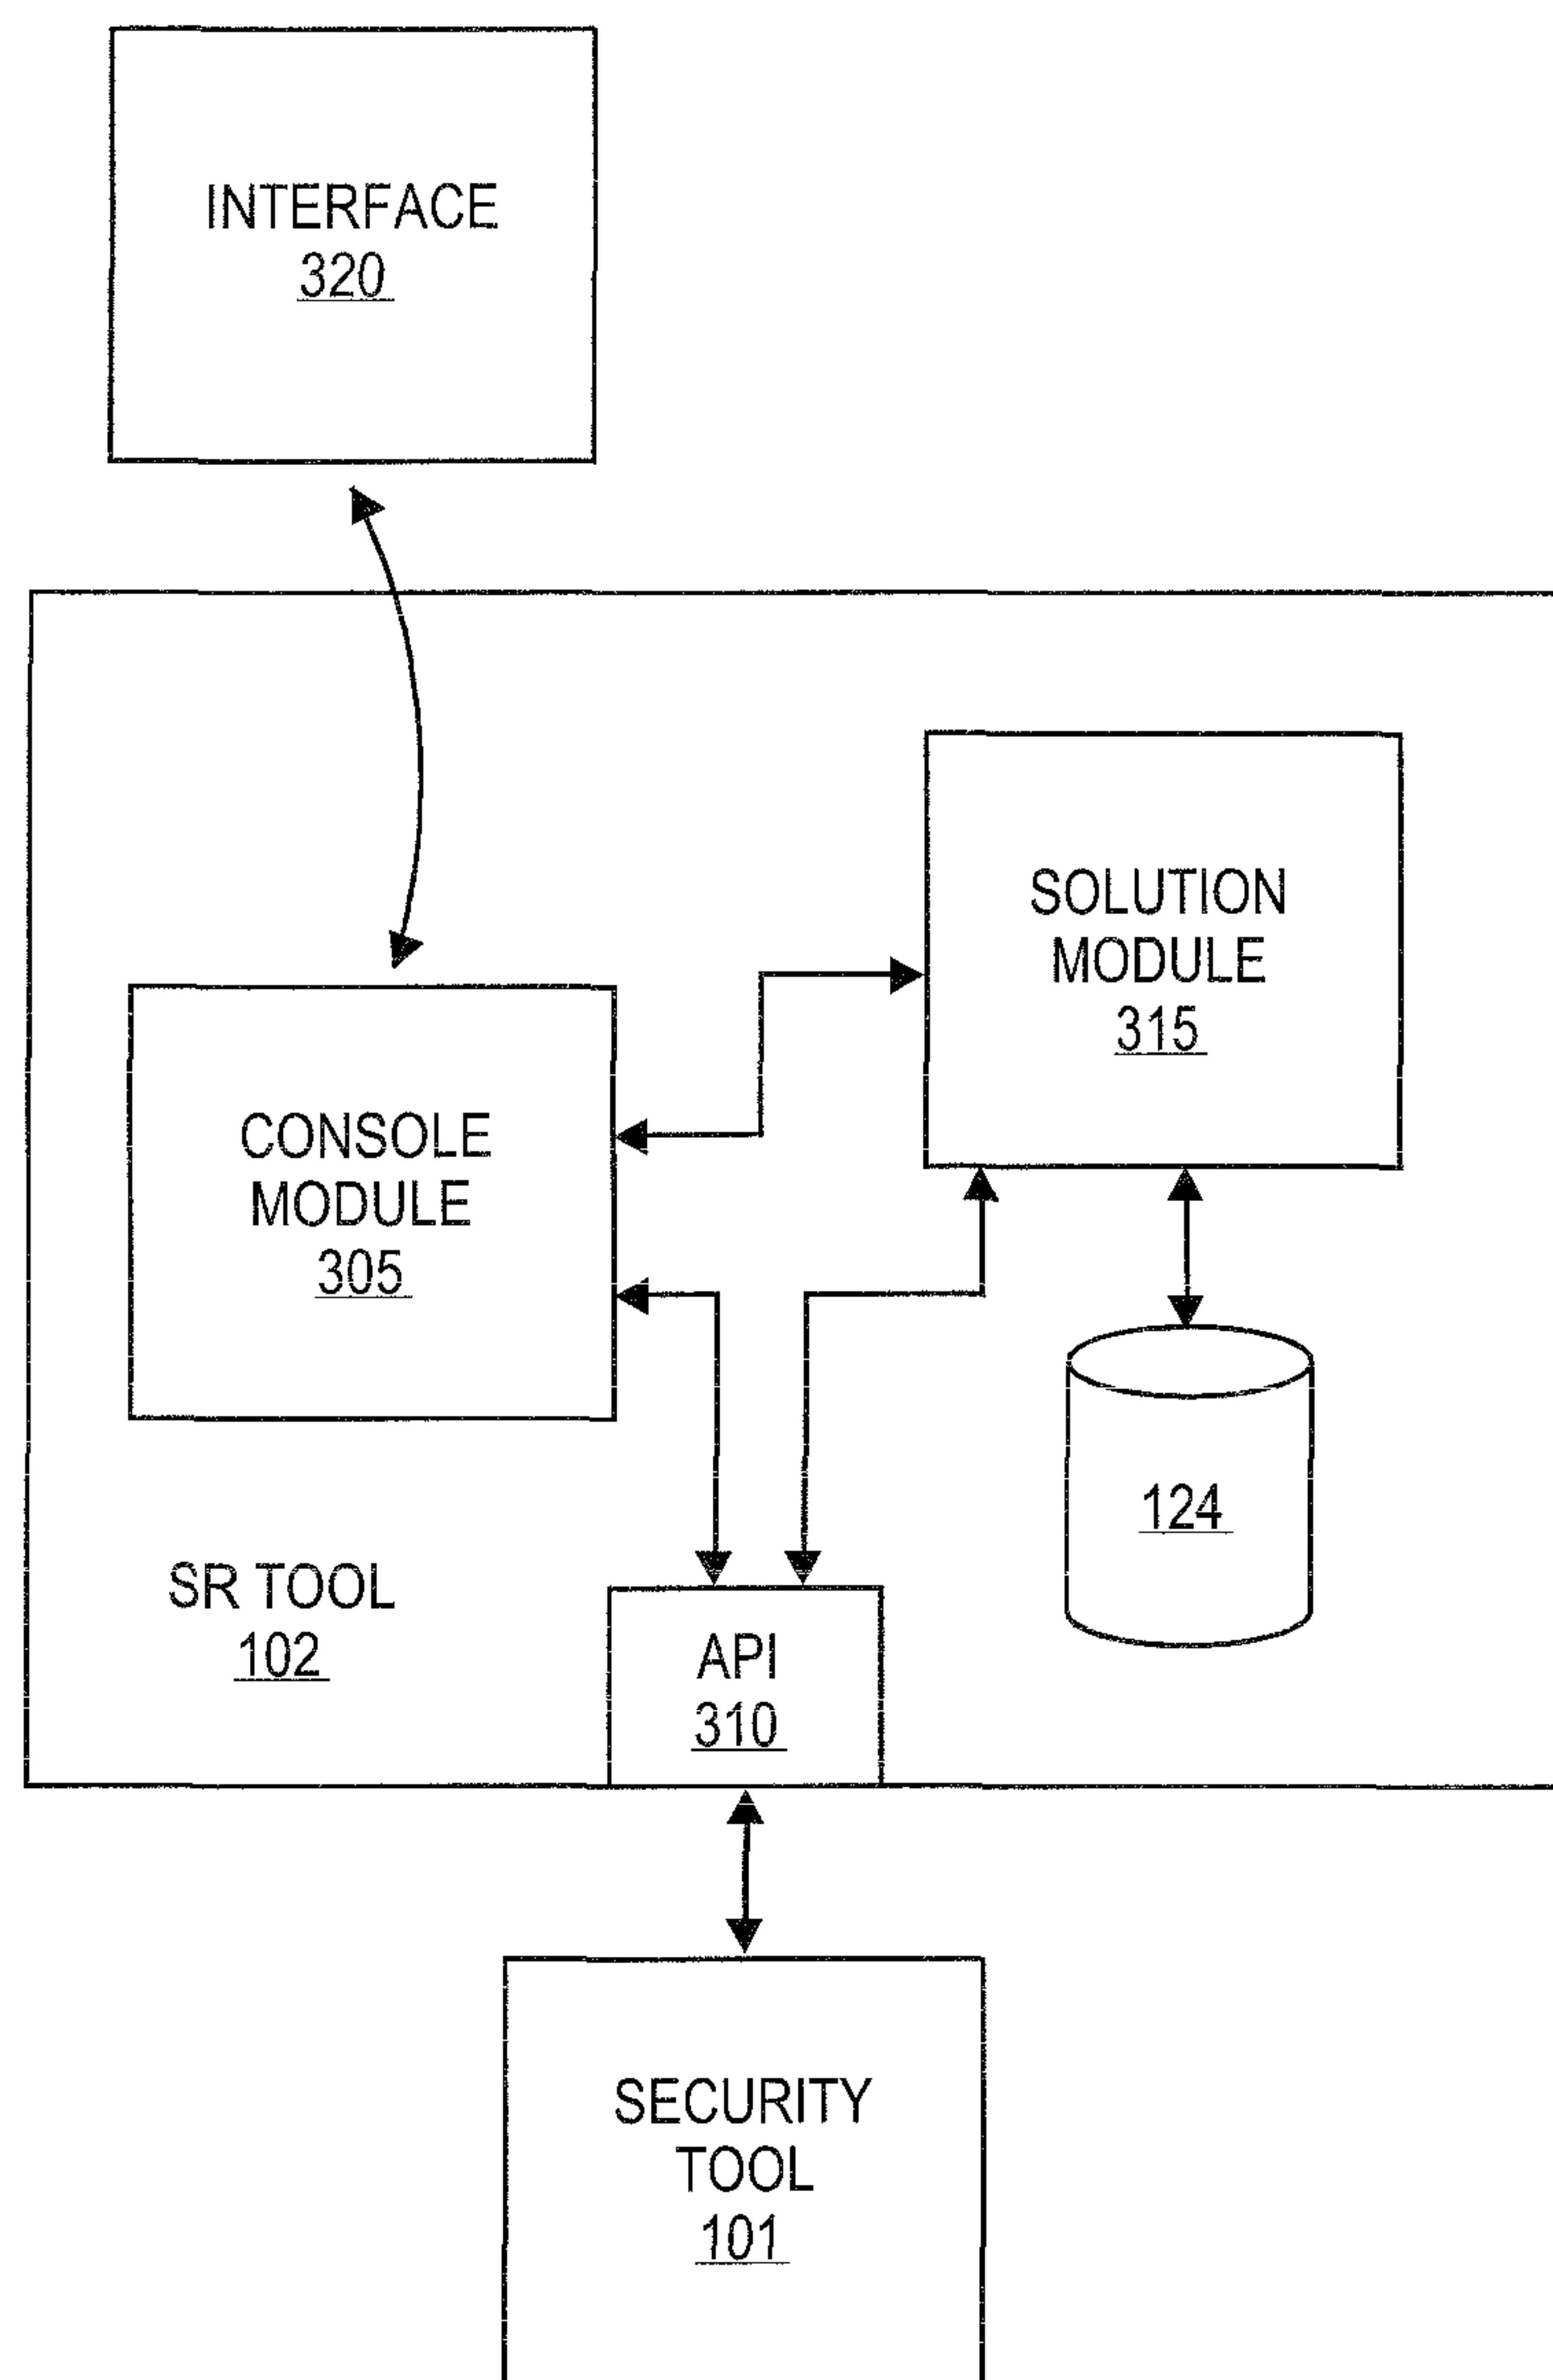 INTERFACE
320
SOLUTION
MODULE
315
CONSOLE
MODULE
305
124
SR TOOL
102
API
310
SECURITY
TOOL
101